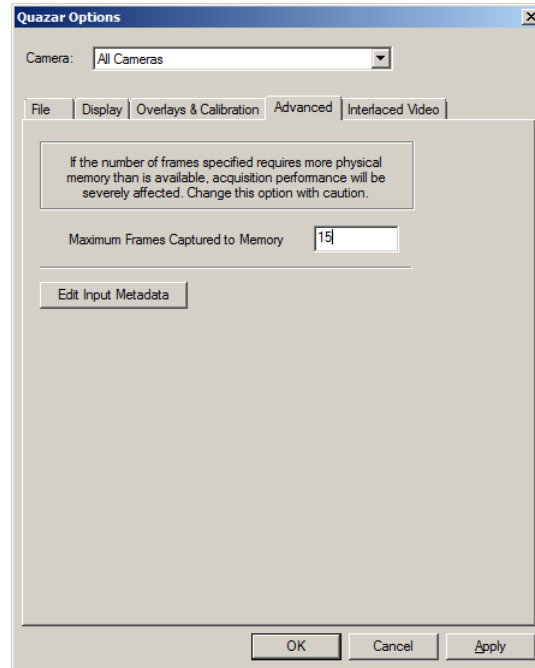 Quazar Options
Camera: All Cameras
File Display Overlays & Calibration Advanced Interlaced Video
If the number of frames specified requires more physical
memory than is available, acquisition performance will be
severely affected. Change this option with caution.
Maximum Frames Captured to Memory 15
Edit Input Metadata
OK Cancel Apply